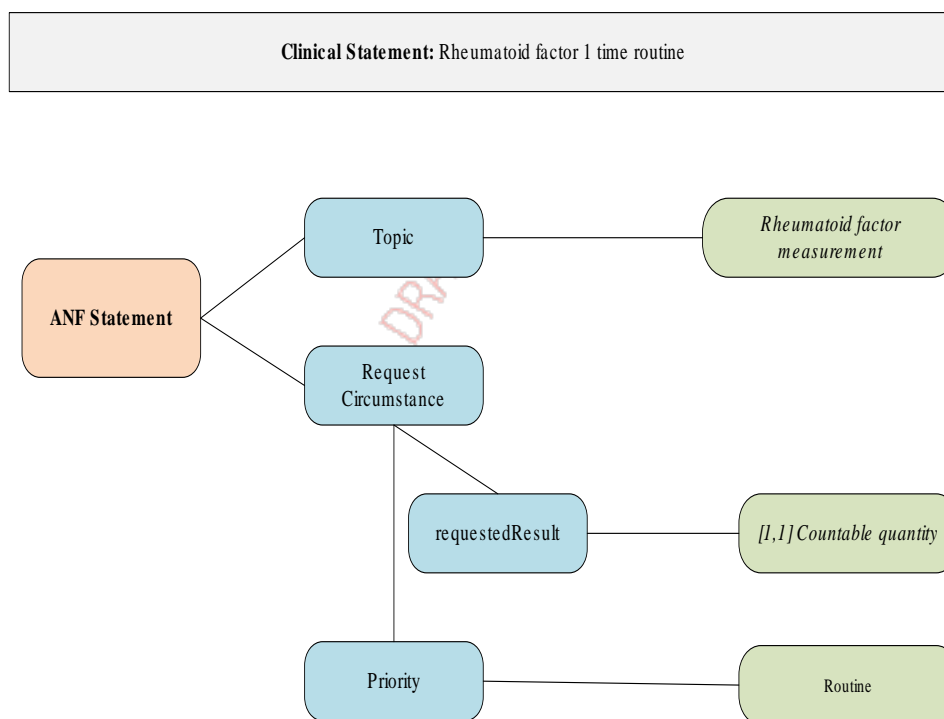 Clinical Statement: Rheumatoid factor 1 time routine
Topic
Rheumatoid factor
measurement
ANF Statement
Request
Circumstance
requestedResult
[1,1] Countable quantity
Priority
Routine